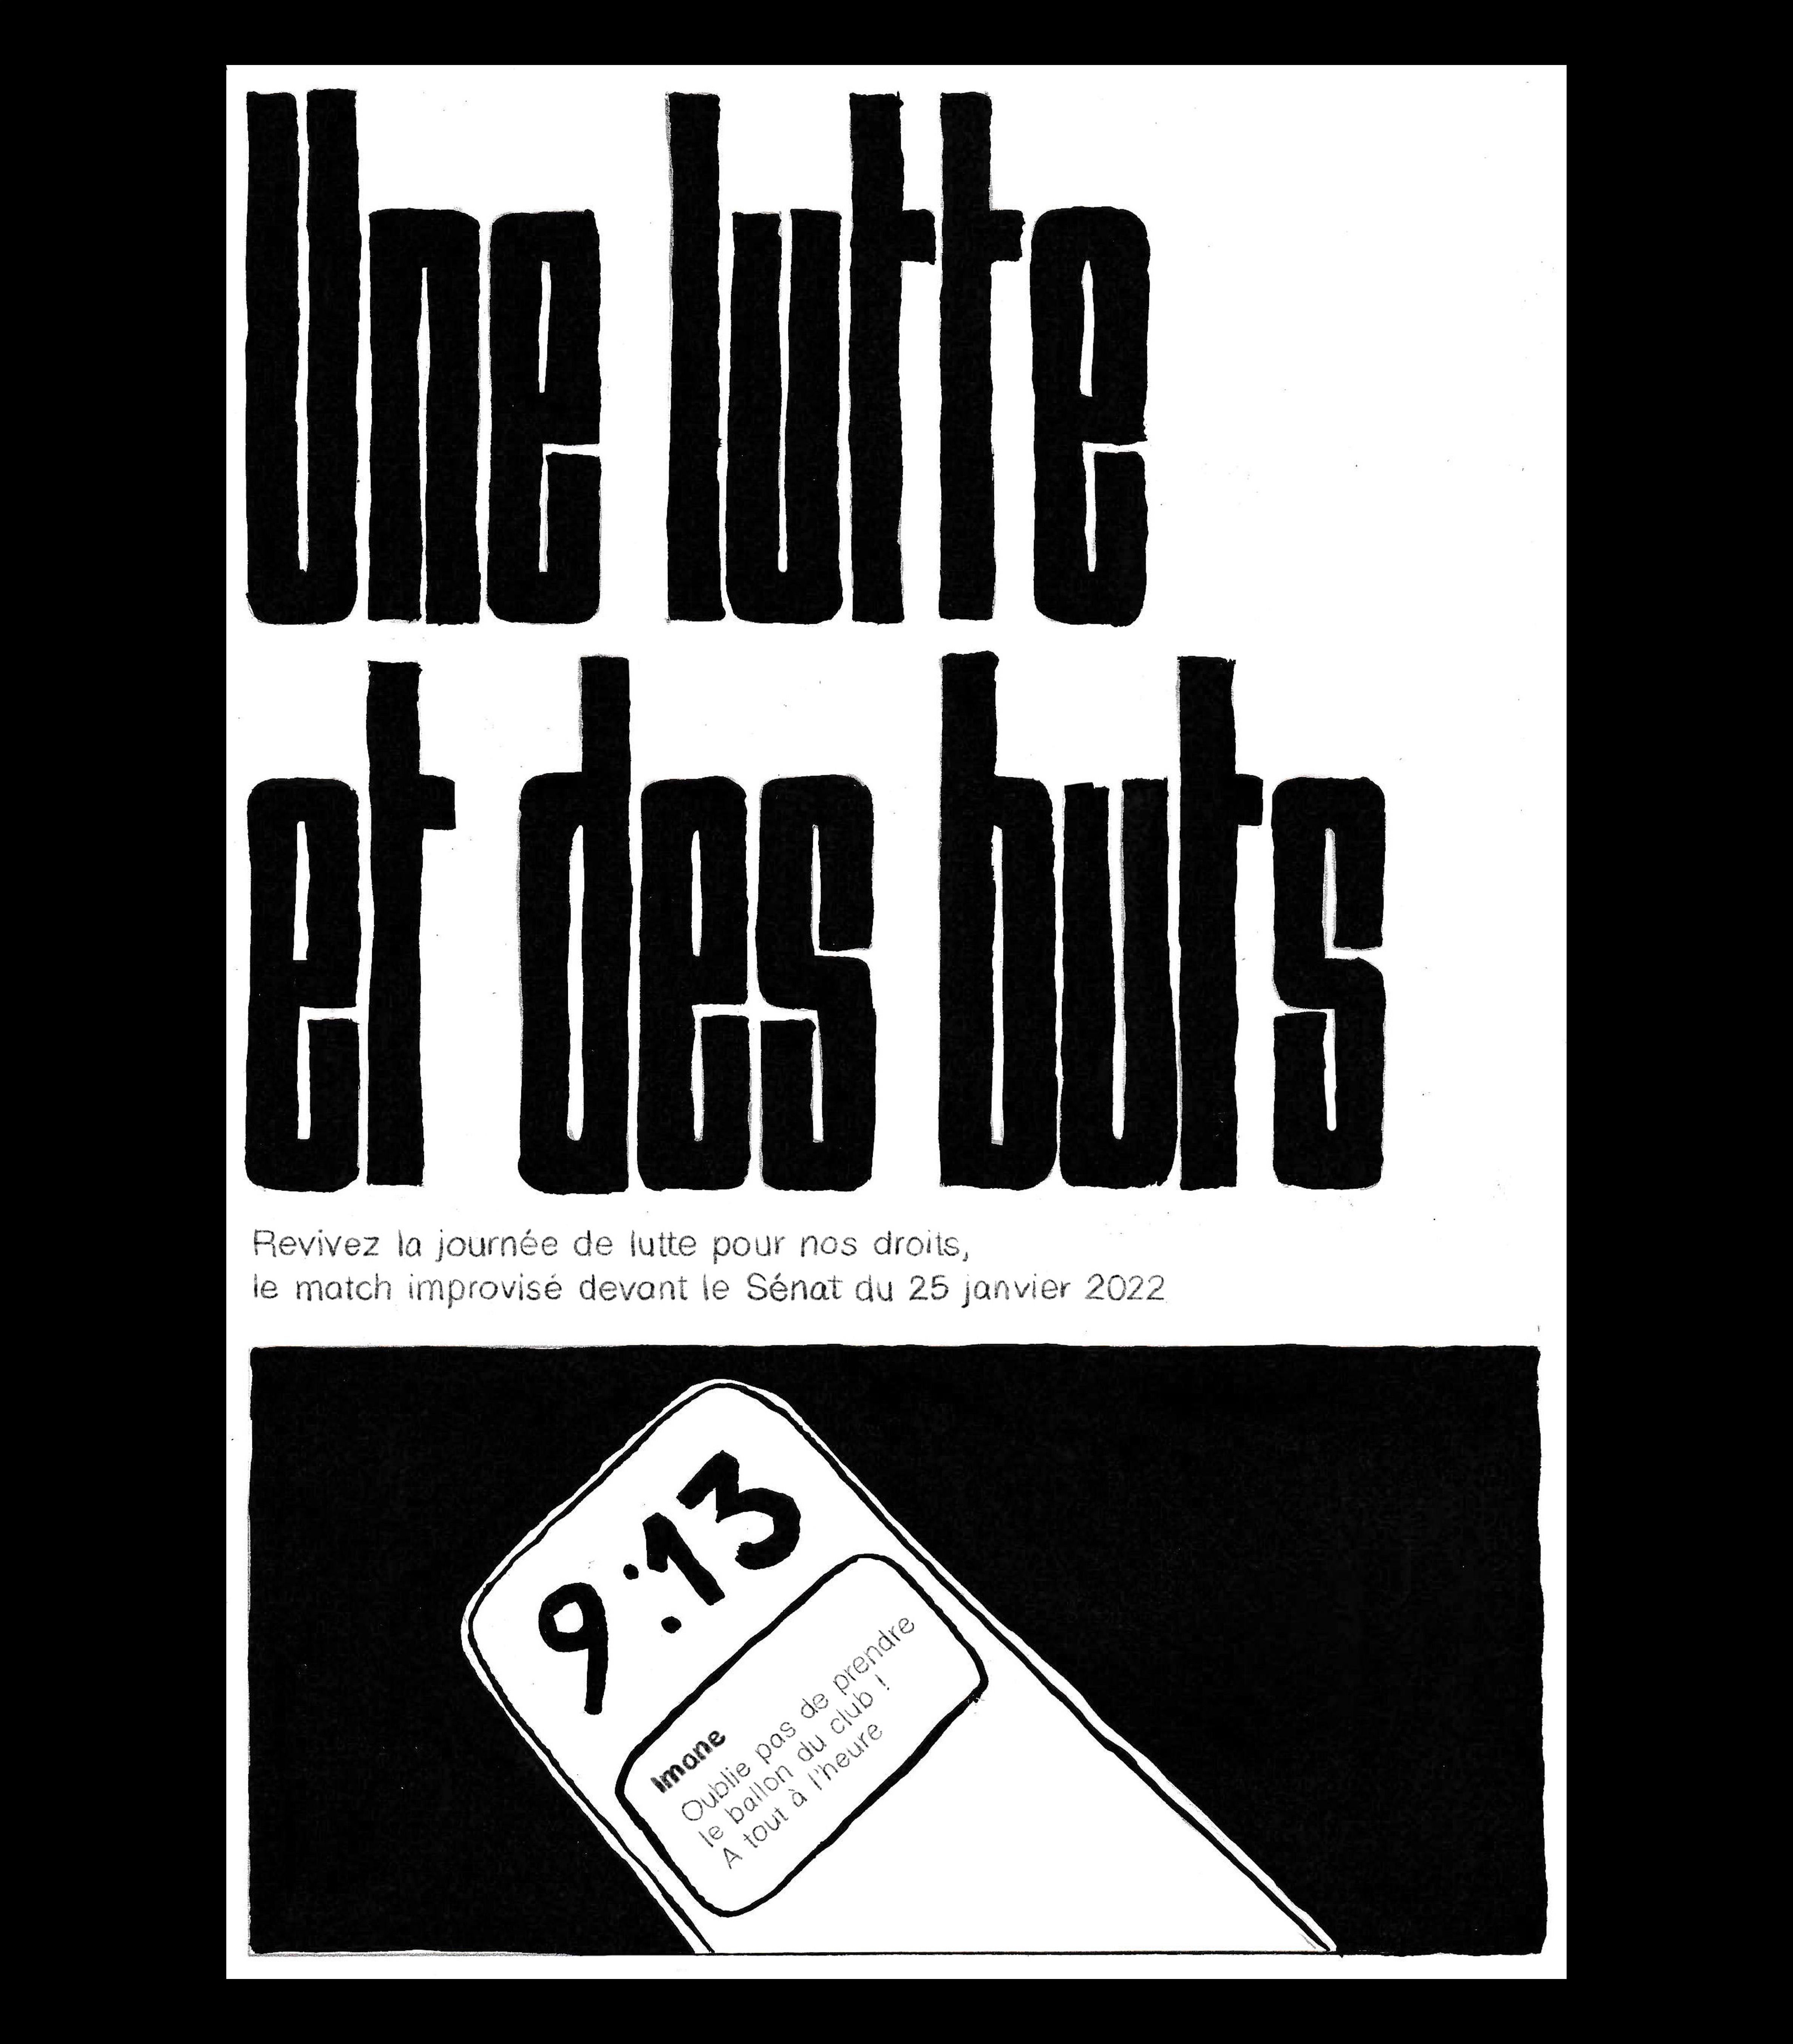 Une lutte
et des buts
Revivez la journée de lutte pour nos droits,
le match improvisé devant le Sénat du 25 janvier 2022
9:13
Imane
Oublie pas de prendre
le ballon du club !
A tout à l'heure